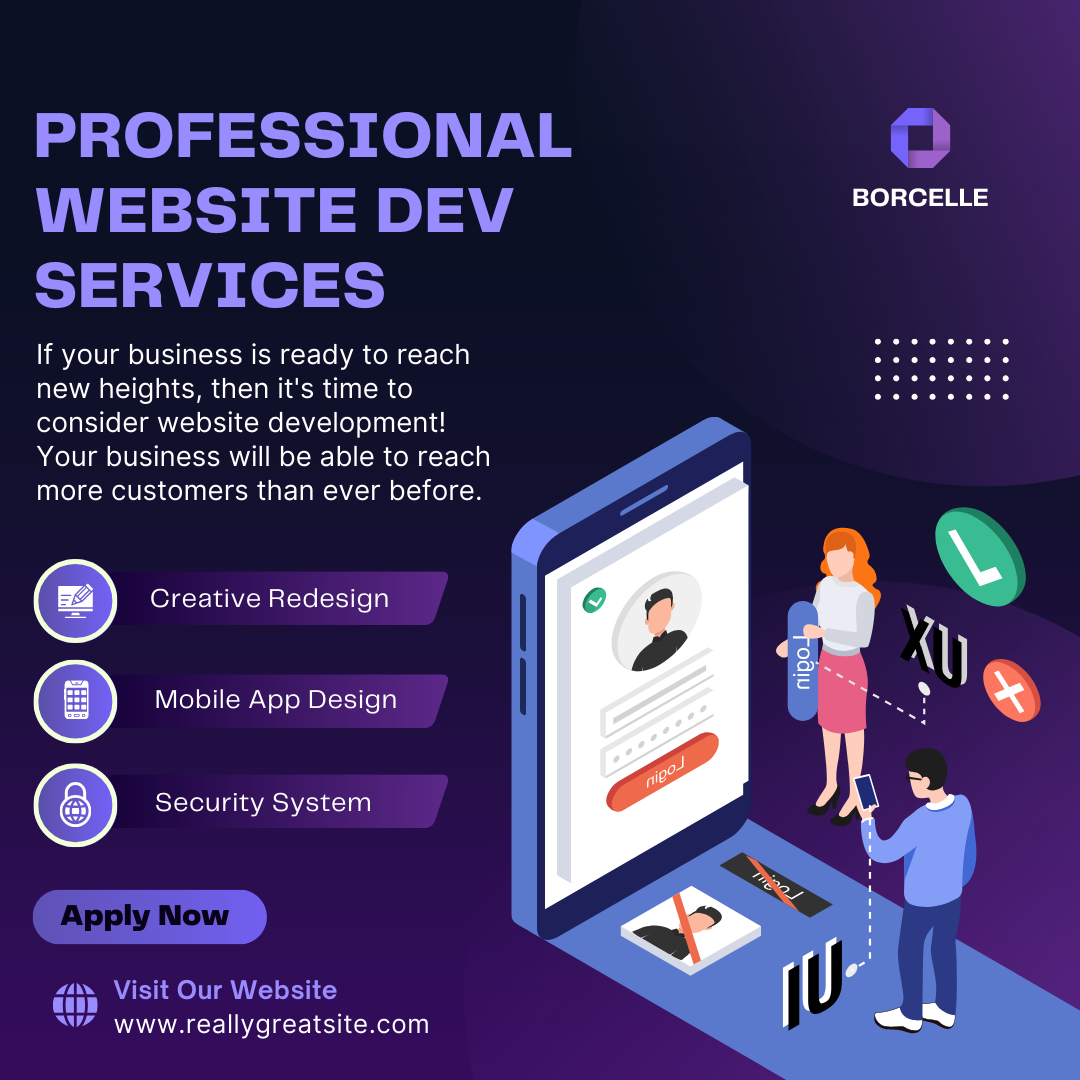 PROFESSIONAL
WEBSITE DEV
SERVICES
BORCELLE
If your business is ready to reach
new heights, then it's time to
consider website development!
Your business will be able to reach
more customers than ever before.
Creative Redesign
Mobile App Design
Security System
Login
Login
Login
XU
IU
Apply Now
Visit Our Website
www.reallygreatsite.com